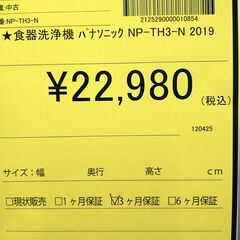 度:中古
番:NP-TH3-N
2125290000010854
★食器洗浄機 ﾊﾟﾅｿﾆｯｸ NP-TH3-N 2019
¥22,980
(税込)
120425
サイズ:幅 奥行 高さ cm
□現状販売 □1ヶ月保証 ☑3ヶ月保証 □6ヶ月保証